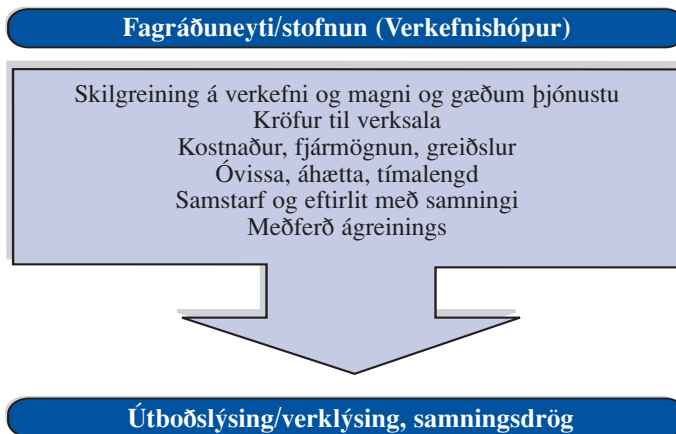 Fagráðuneyti/stofnun (Verkefnishópur)
Skilgreining á verkefni og magni og gæðum þjónustu
Kröfur til verksala
Kostnaður, fjármögnun, greiðslur
Óvissa, áhætta, tímalengd
Samstarf og eftirlit með samningi
Meðferð ágreinings
Útboðslýsing/verklýsing, samningsdrög